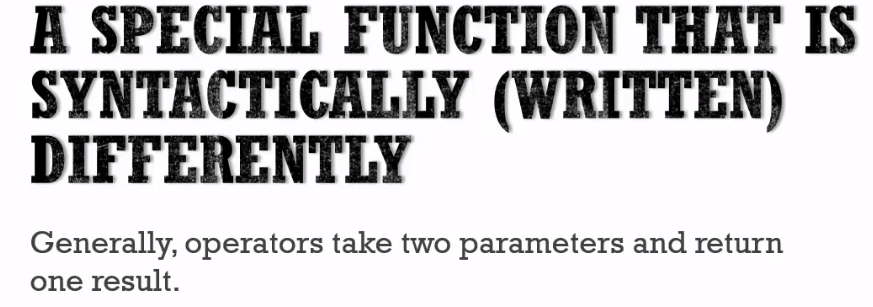 A SPECIAL FUNCTION THAT IS
SYNTACTICALLY (WRITTEN)
DIFFERENTLY
Generally, operators take two parameters and return
one result.